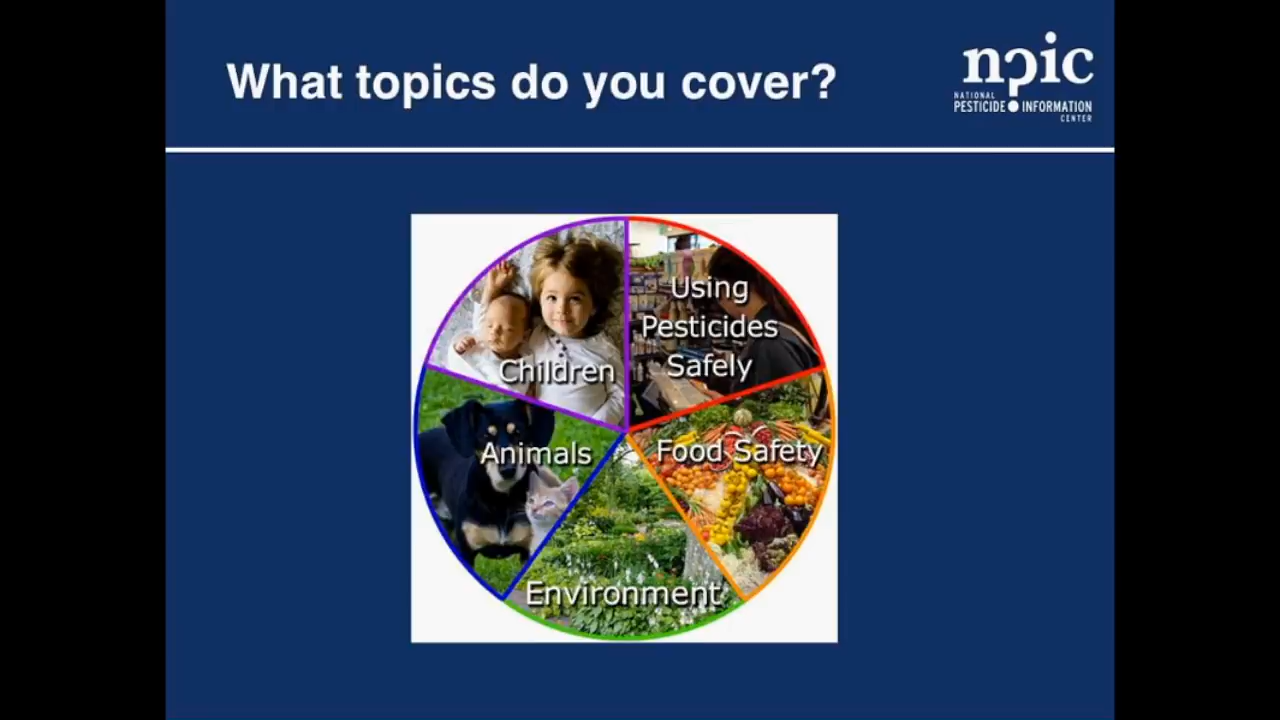 What topics do you cover?
npic
NATIONAL
PESTICIDE INFORMATION
CENTER
Using
Pesticides
Safely
Children
Animals
Food Safety
Environment